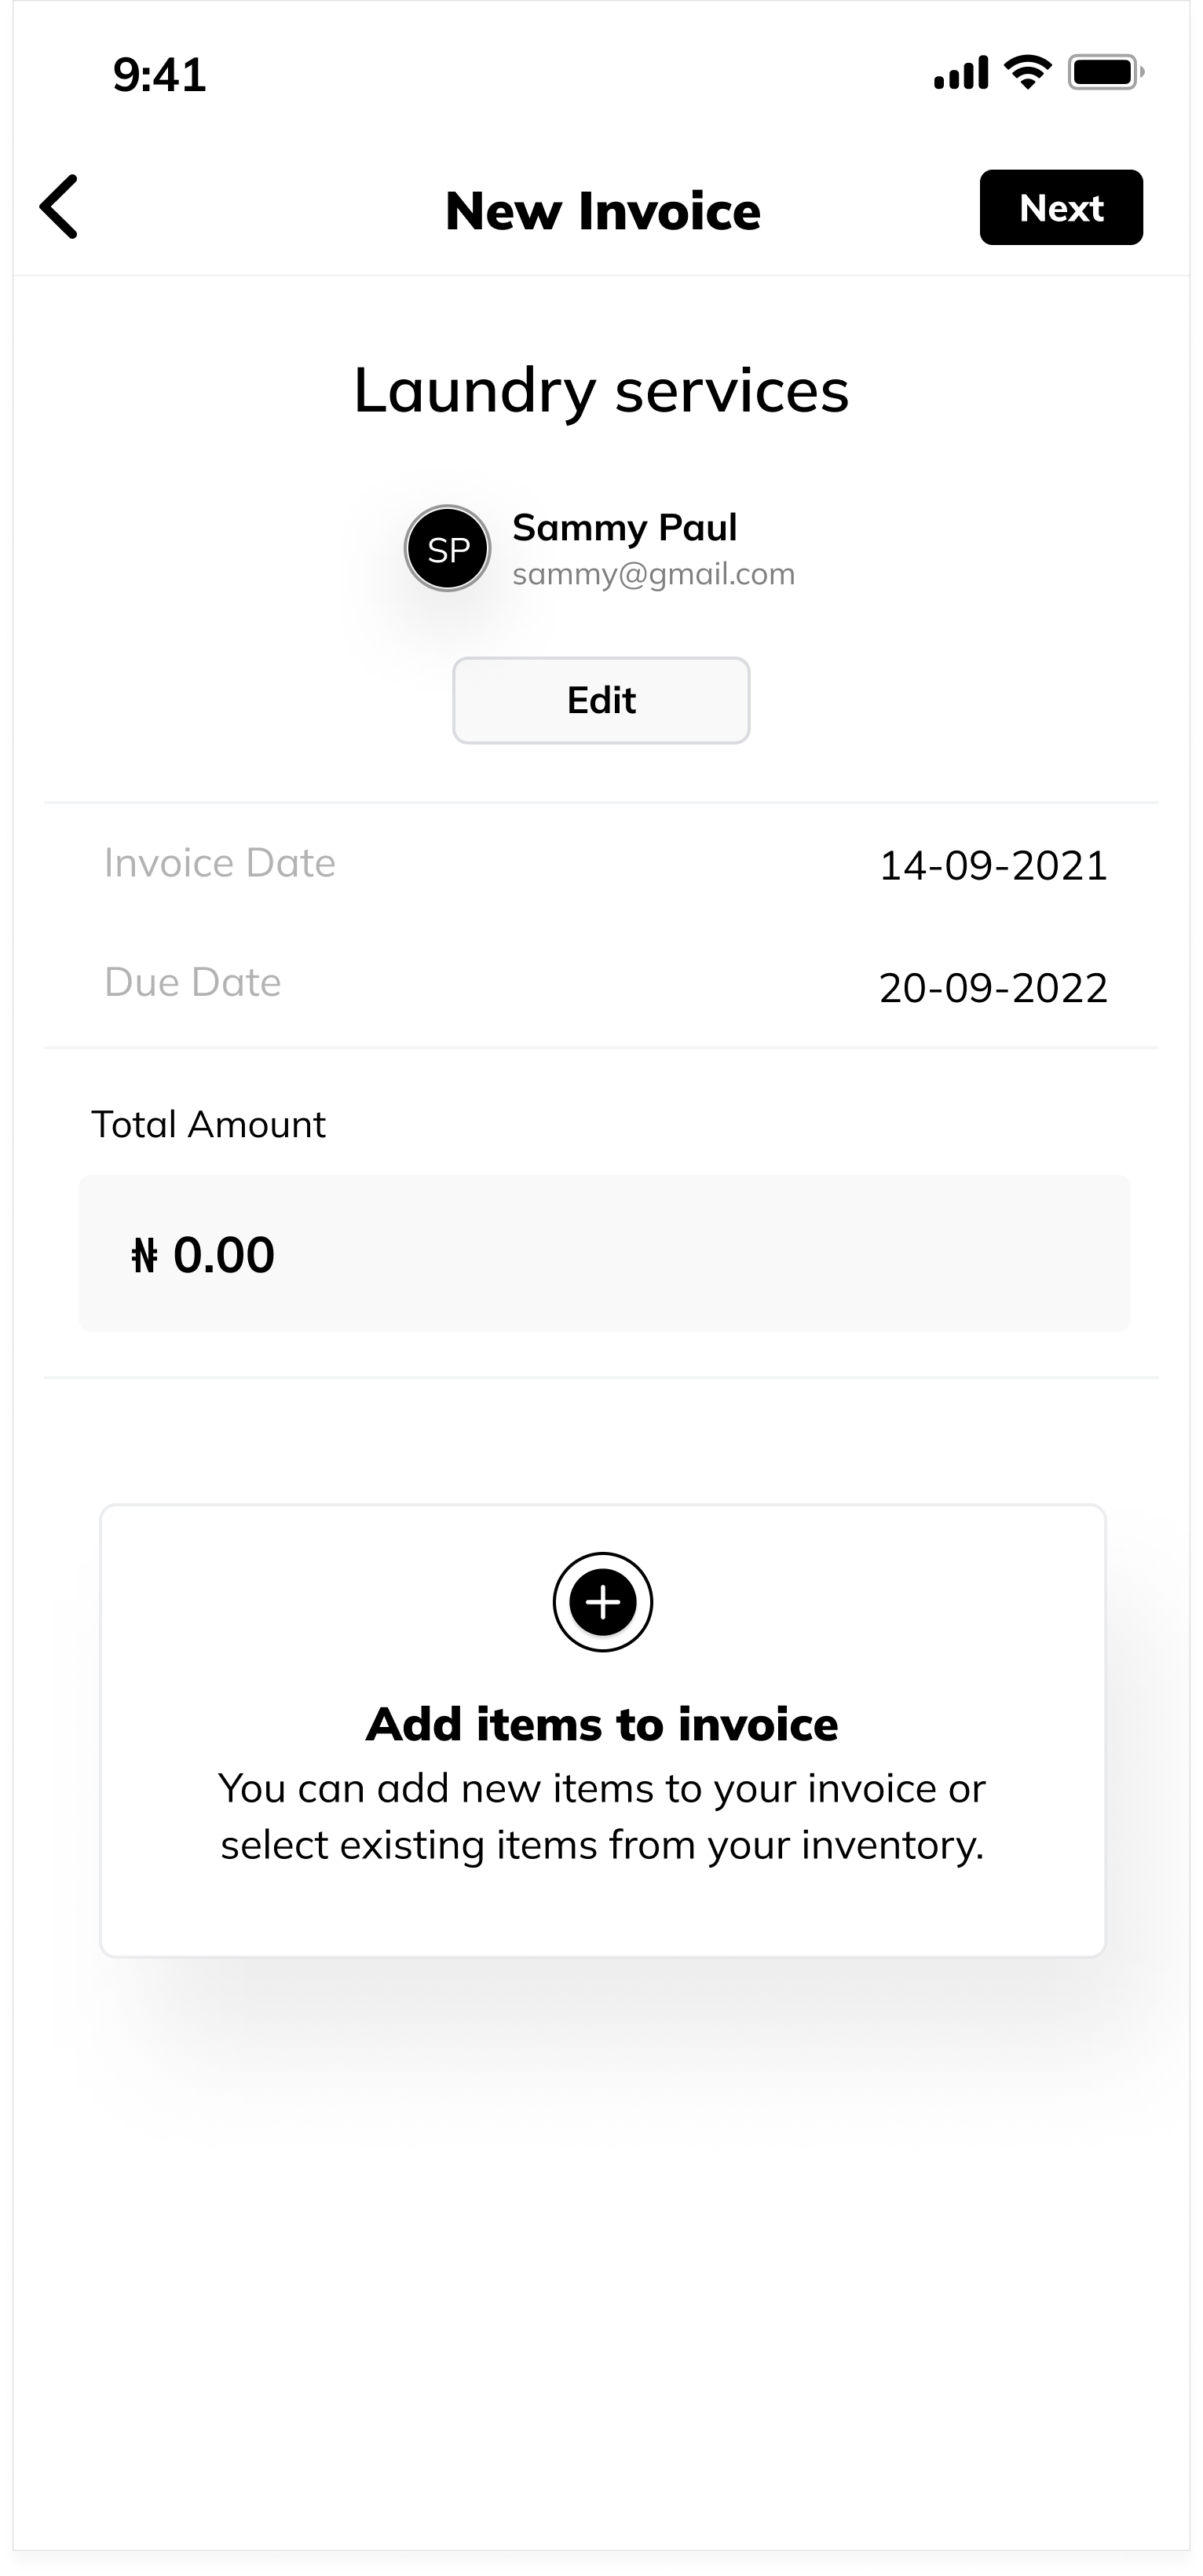 9:41
New Invoice
Next
Laundry services
SP
Sammy Paul
sammy@gmail.com
Edit
Invoice Date
14-09-2021
Due Date
20-09-2022
Total Amount
₦ 0.00
Add items to invoice
You can add new items to your invoice or
select existing items from your inventory.